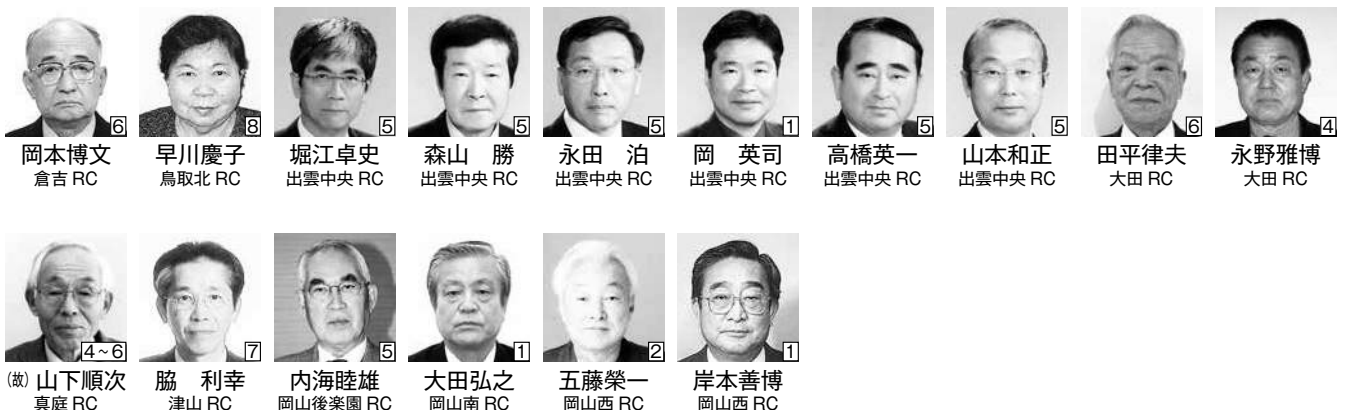 6 8 5 5 5 1 5 5 6 4
岡本博文 早川慶子 堀江卓史 森山 勝 永田 泊 岡 英司 高橋英一 山本和正 田平律夫 永野雅博
倉吉 RC 鳥取北 RC 出雲中央 RC 出雲中央 RC 出雲中央 RC 出雲中央 RC 出雲中央 RC 出雲中央 RC 大田 RC 大田 RC
4~6 7 5 1 2 1
(故) 山下順次 脇 利幸 内海睦雄 大田弘之 五藤榮一 岸本善博
真庭 RC 津山 RC 岡山後楽園 RC 岡山南 RC 岡山西 RC 岡山西 RC